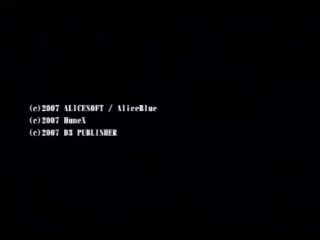 (c)2007 ALICESOFT / AliceBlue
(c)2007 HuneX
(c)2007 D3 PUBLISHER